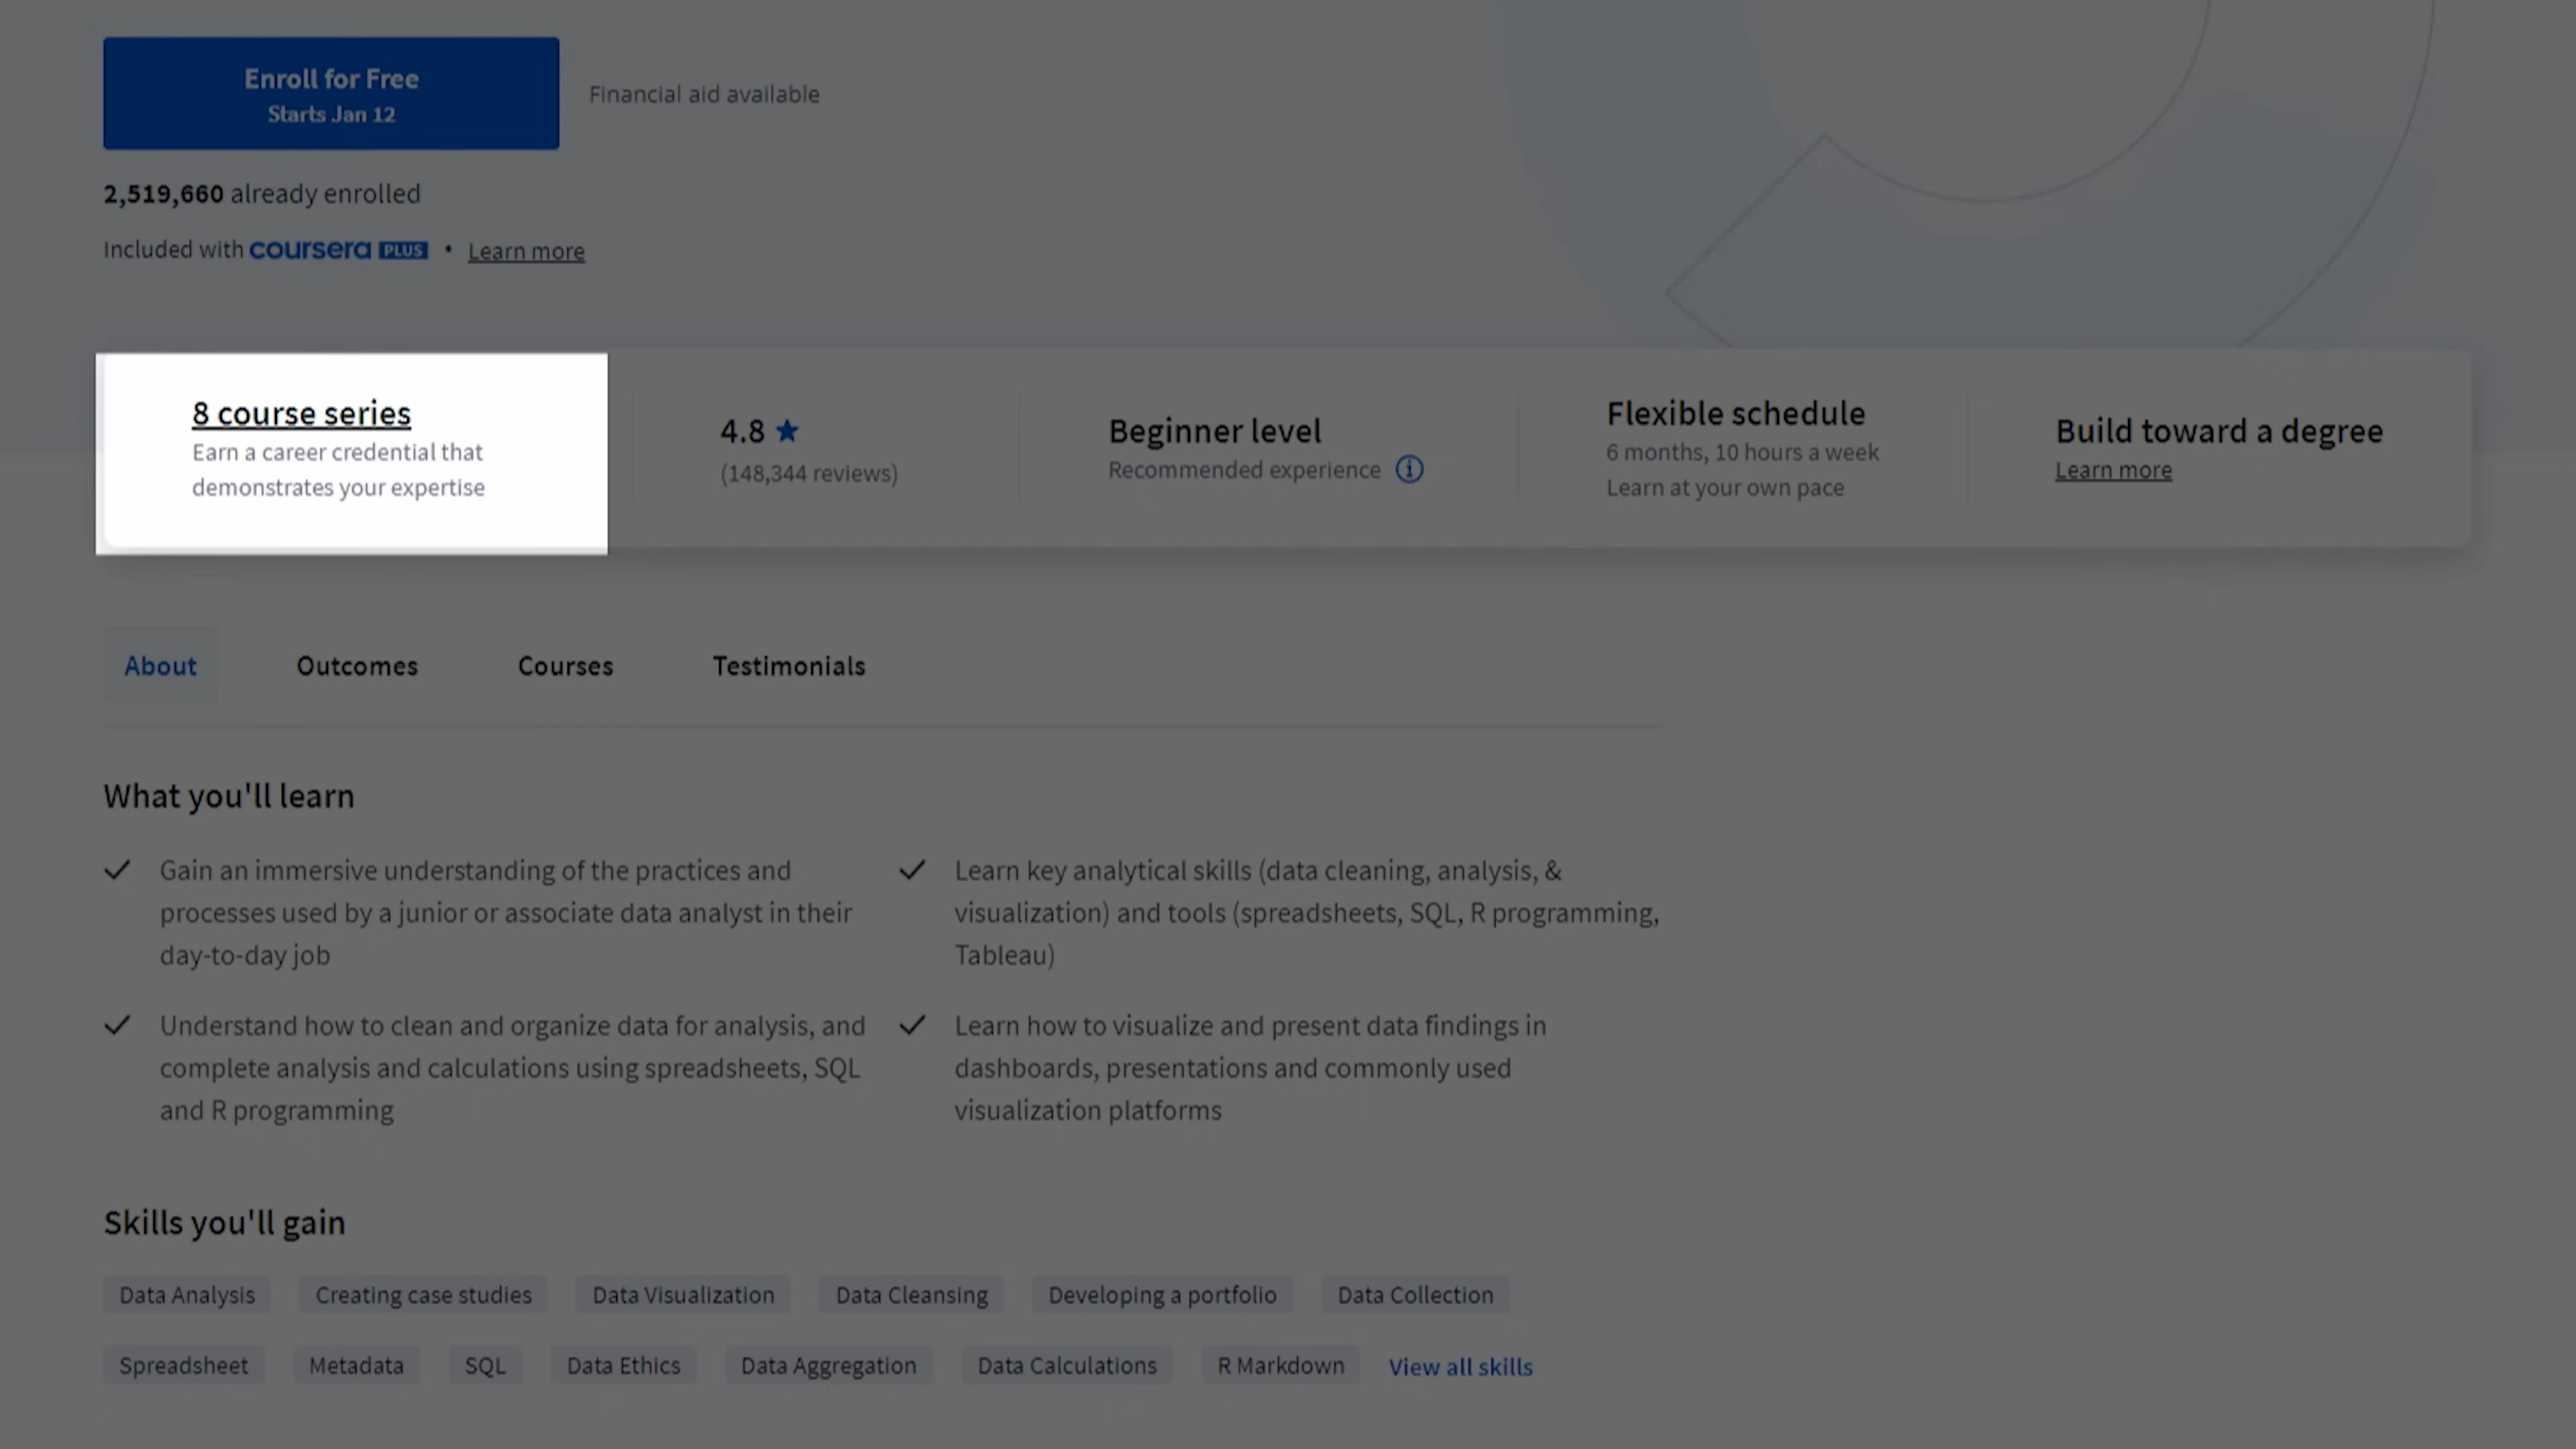 Enroll for Free
Starts Jan 12
Financial aid available
2,519,660 already enrolled
Included with coursera PLUS • Learn more
8 course series
Earn a career credential that
demonstrates your expertise
4.8 ★
(148,344 reviews)
Beginner level
Recommended experience
Flexible schedule
6 months, 10 hours a week
Learn at your own pace
Build toward a degree
Learn more
About Outcomes Courses Testimonials
What you'll learn
Gain an immersive understanding of the practices and
processes used by a junior or associate data analyst in their
day-to-day job
Learn key analytical skills (data cleaning, analysis, &
visualization) and tools (spreadsheets, SQL, R programming,
Tableau)
Understand how to clean and organize data for analysis, and
complete analysis and calculations using spreadsheets, SQL
and R programming
Learn how to visualize and present data findings in
dashboards, presentations and commonly used
visualization platforms
Skills you'll gain
Data Analysis Creating case studies Data Visualization Data Cleansing Developing a portfolio Data Collection
Spreadsheet Metadata SQL Data Ethics Data Aggregation Data Calculations R Markdown View all skills